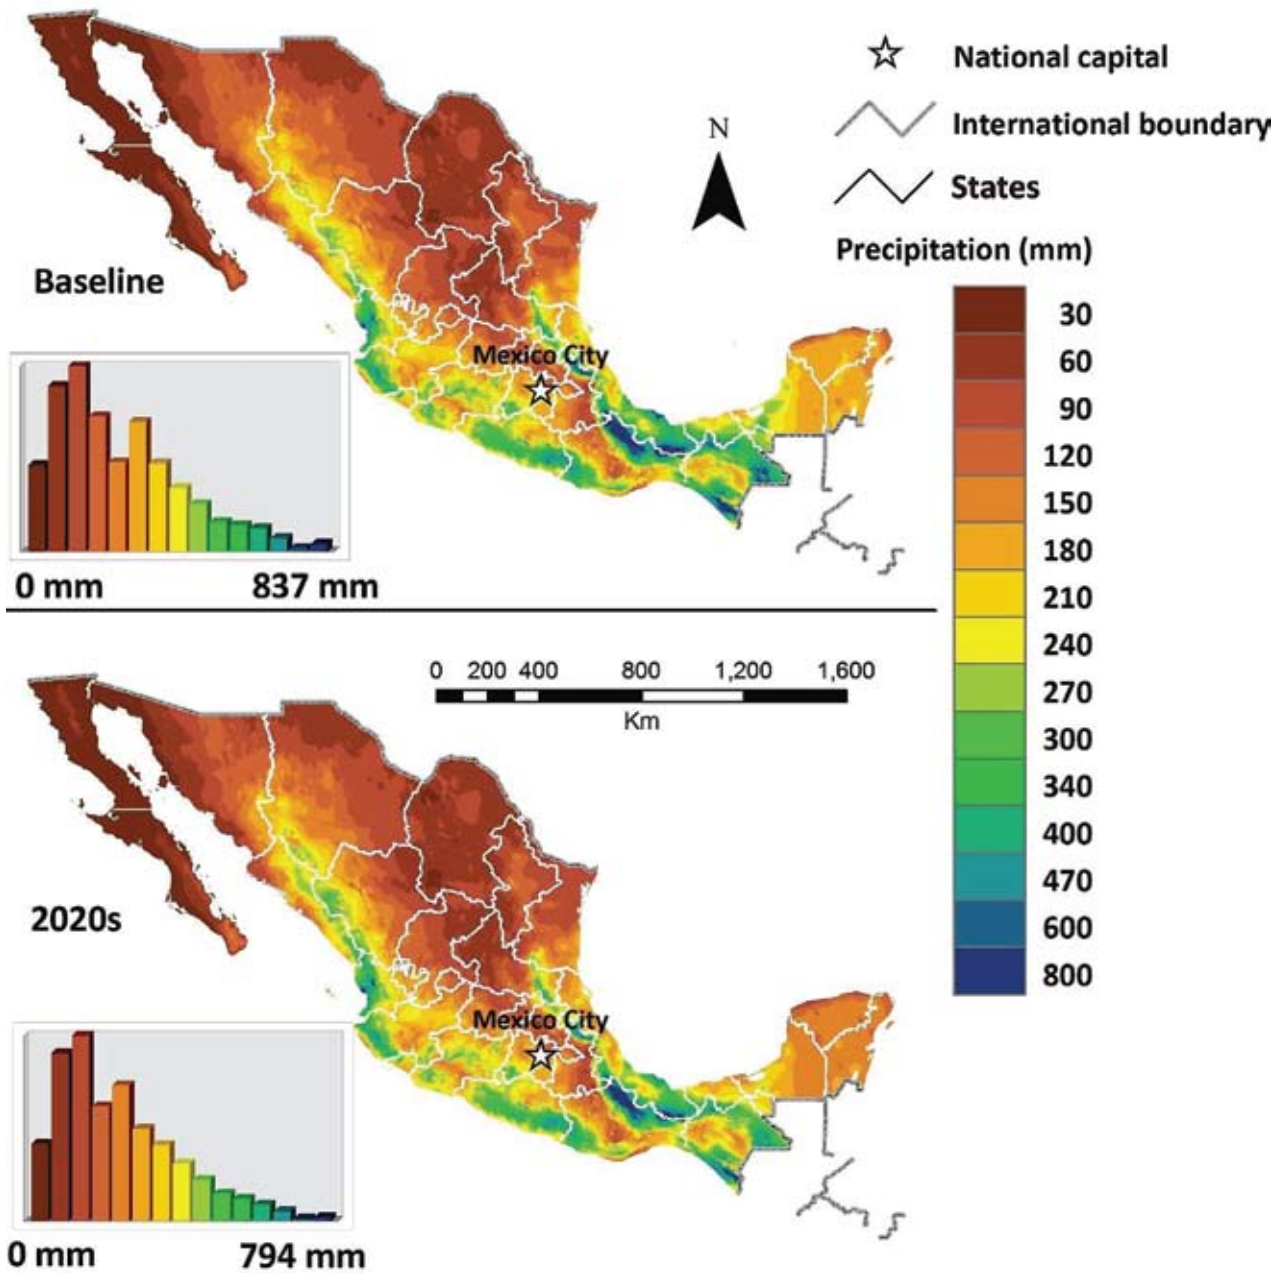 National capital
International boundary
States
N
Precipitation (mm)
30
60
90
120
150
180
210
240
270
300
340
400
470
600
800
Baseline
Mexico City
0 mm 837 mm
0 200 400 800 1,200 1,600
Km
2020s
Mexico City
0 mm 794 mm